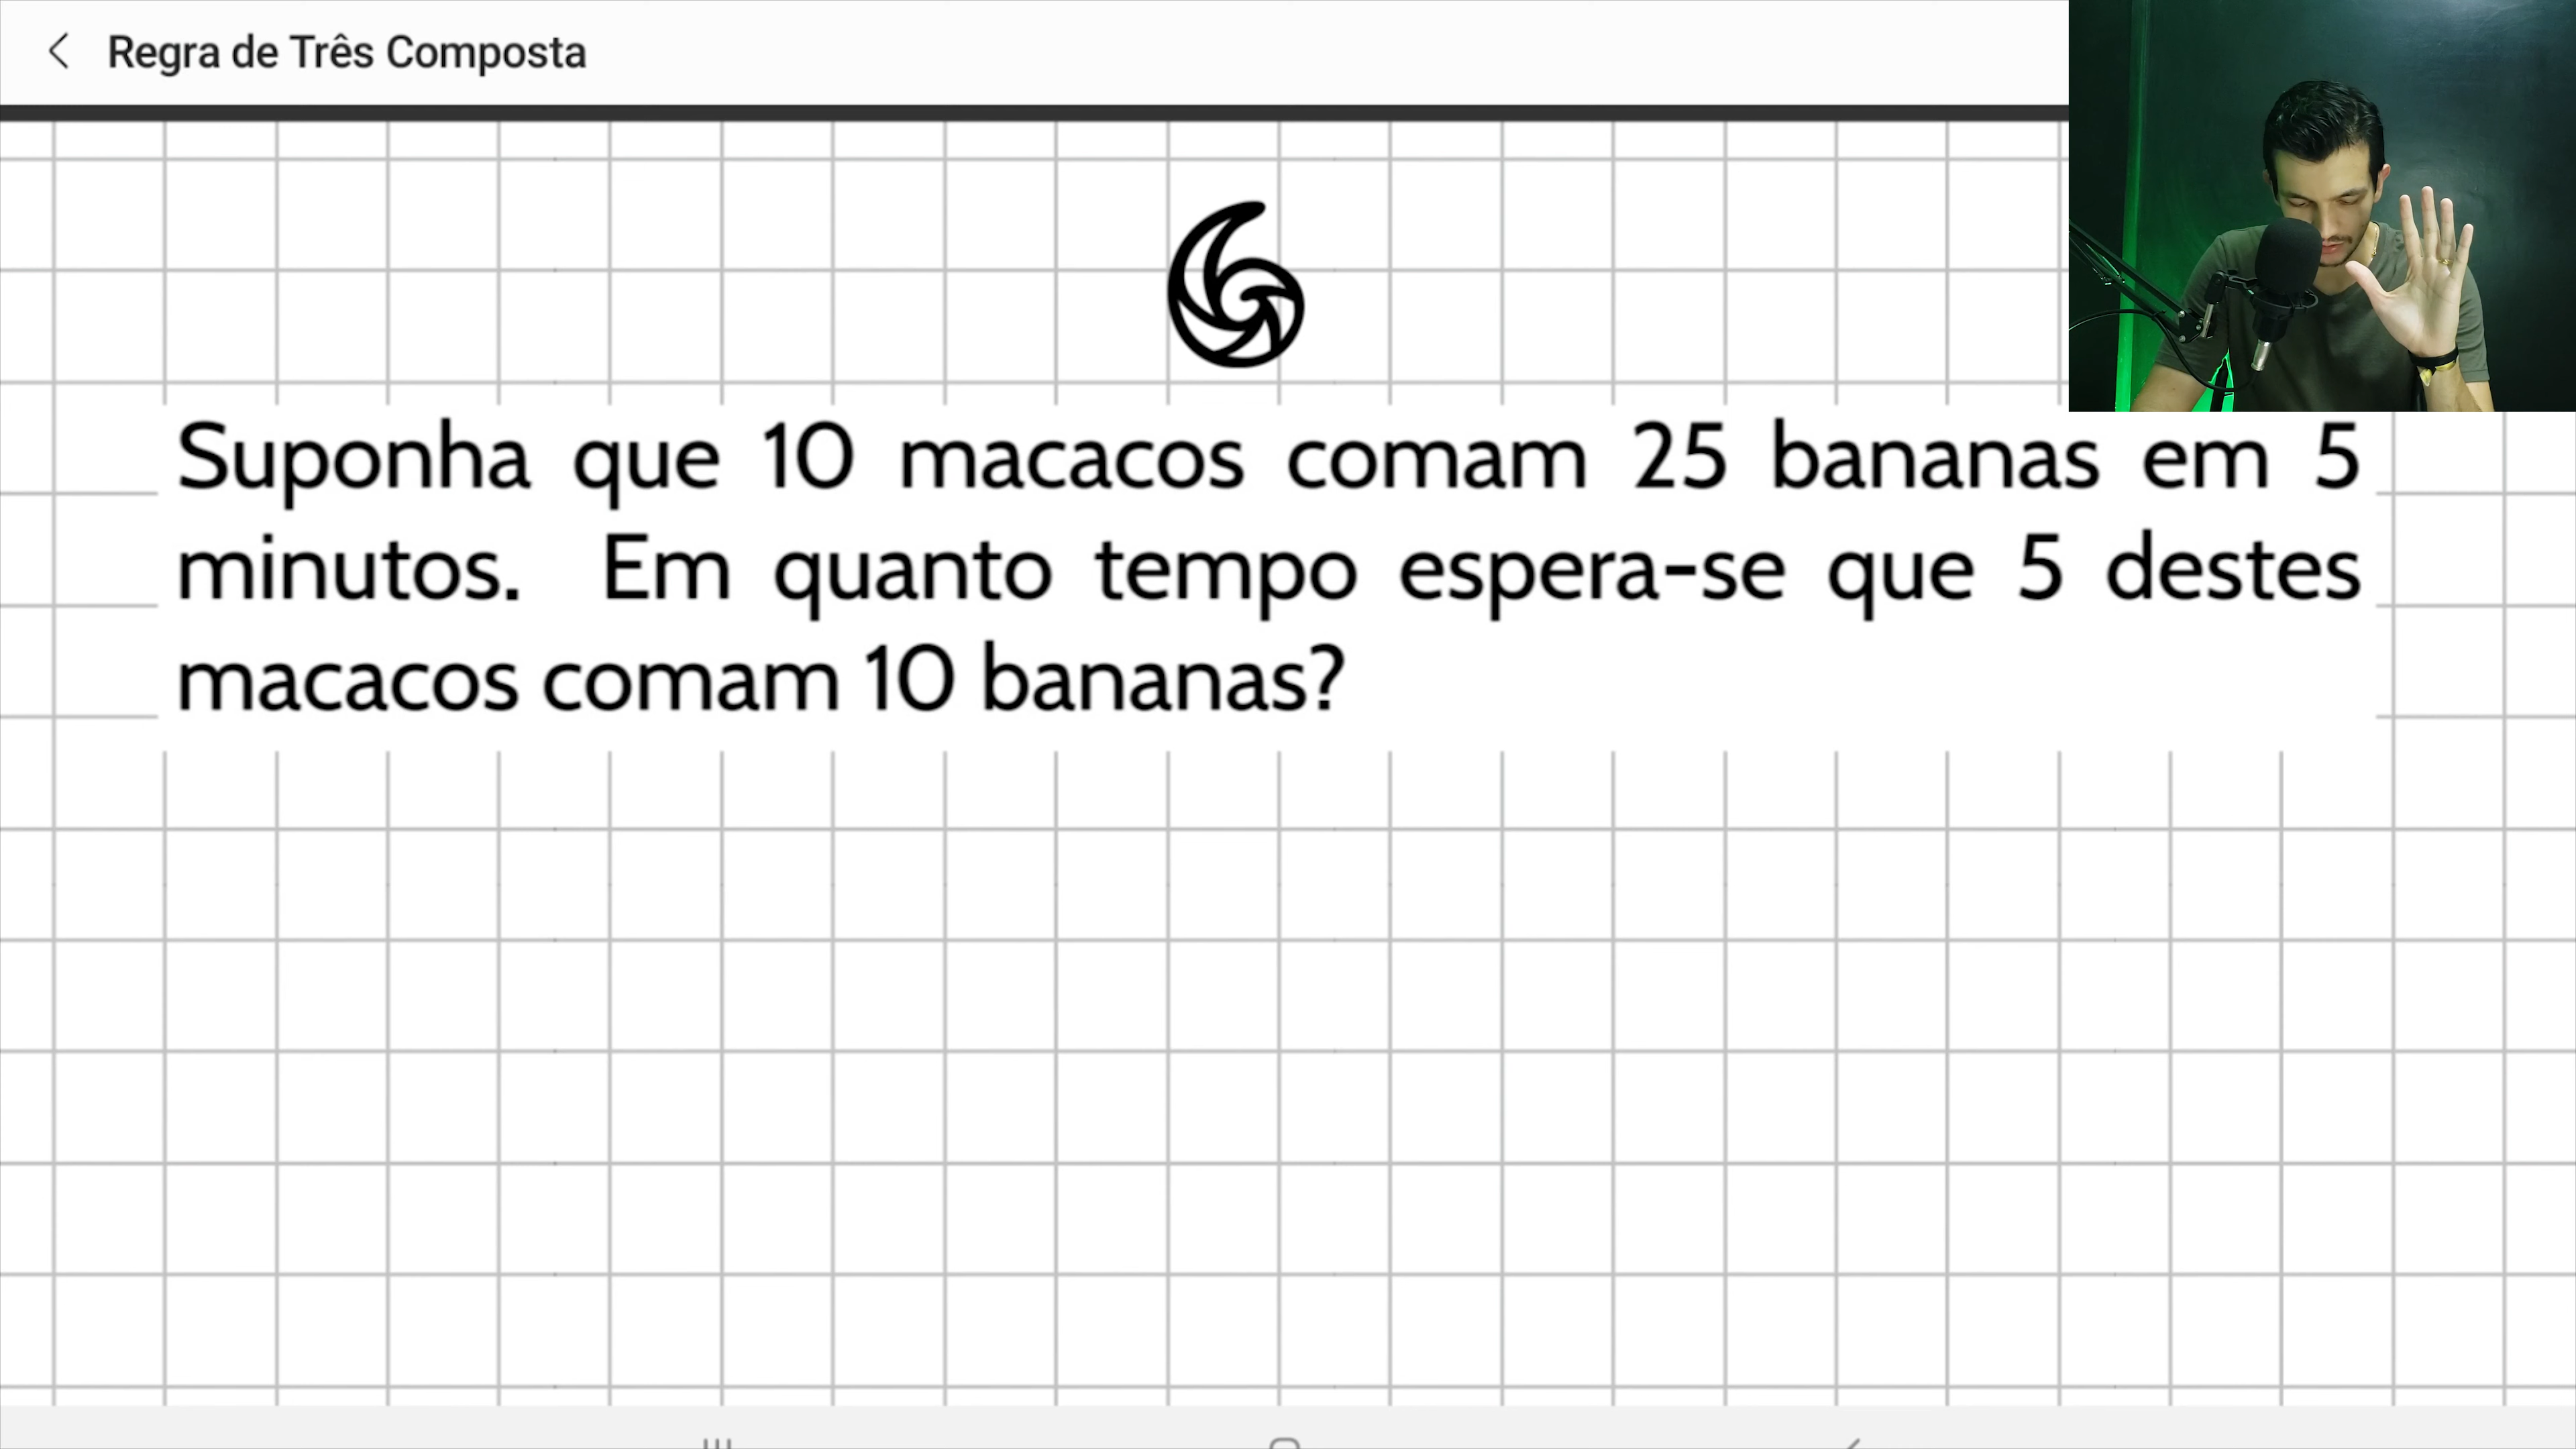 Regra de Três Composta
Suponha que 10 macacos comam 25 bananas em 5
minutos. Em quanto tempo espera-se que 5 destes
macacos comam 10 bananas?